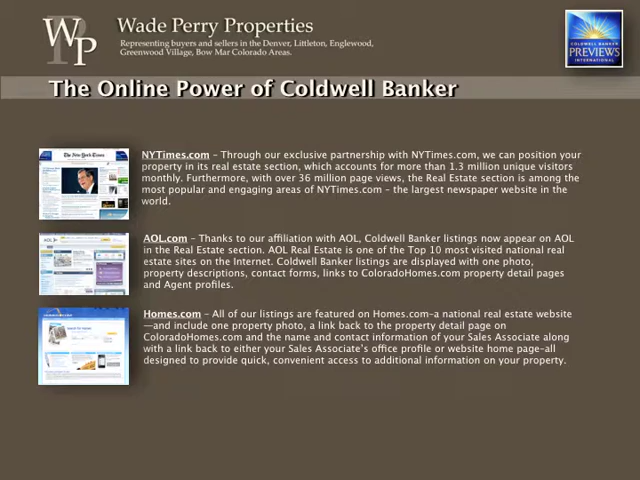 WP
Wade Perry Properties
Representing buyers and sellers in the Denver, Littleton, Englewood,
Greenwood Village, Bow Mar Colorado Areas.
COLDWELL BANKER
PREVIEWS
INTERNATIONAL
The Online Power of Coldwell Banker
The New York Times
NYTimes.com – Through our exclusive partnership with NYTimes.com, we can position your
property in its real estate section, which accounts for more than 1.3 million unique visitors
monthly. Furthermore, with over 36 million page views, the Real Estate section is among the
most popular and engaging areas of NYTimes.com – the largest newspaper website in the
world.
AOL.com – Thanks to our affiliation with AOL, Coldwell Banker listings now appear on AOL
in the Real Estate section. AOL Real Estate is one of the Top 10 most visited national real
estate sites on the Internet. Coldwell Banker listings are displayed with one photo,
property descriptions, contact forms, links to ColoradoHomes.com property detail pages
and Agent profiles.
Homes.com – All of our listings are featured on Homes.com–a national real estate website
—and include one property photo, a link back to the property detail page on
ColoradoHomes.com and the name and contact information of your Sales Associate along
with a link back to either your Sales Associate's office profile or website home page–all
designed to provide quick, convenient access to additional information on your property.